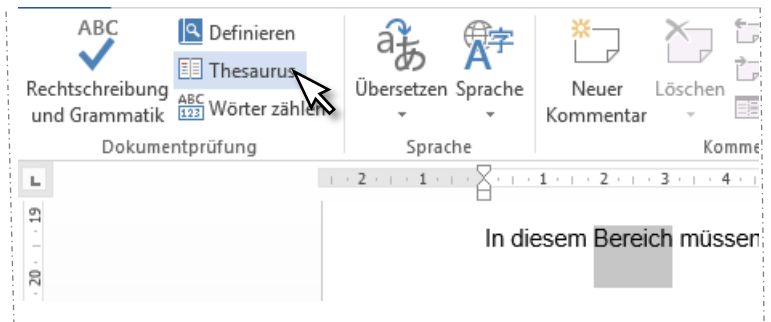 ABC
Rechtschreibung
und Grammatik
Definieren
Thesaurus
ABC
123
Wörter zählen
Dokumentprüfung
Übersetzen
Sprache
Sprache
Neuer
Kommentar
Löschen
Komme
L
2 1 1 2 3 4
19
20
In diesem Bereich müssen